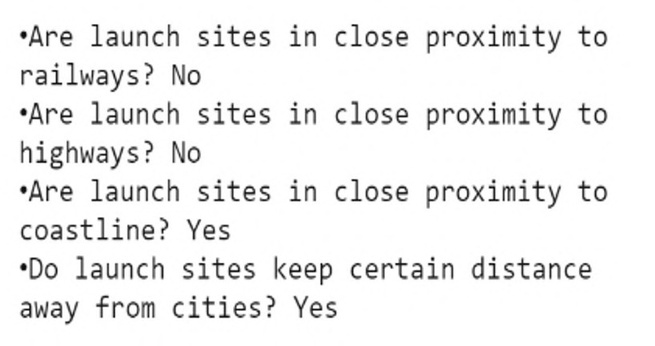 •Are launch sites in close proximity to
railways? No
•Are launch sites in close proximity to
highways? No
•Are launch sites in close proximity to
coastline? Yes
•Do launch sites keep certain distance
away from cities? Yes